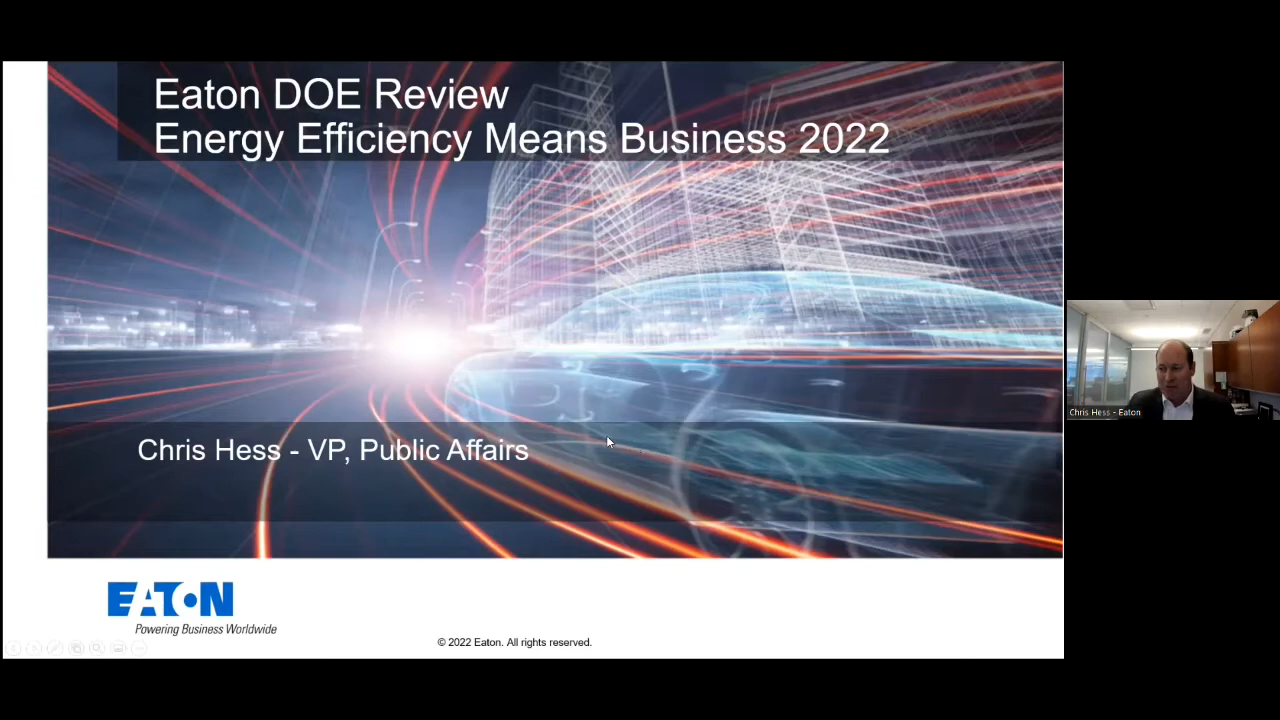 Eaton DOE Review
Energy Efficiency Means Business 2022
Chris Hess - VP, Public Affairs
Chris Hess - Eaton
EATON
Powering Business Worldwide
© 2022 Eaton. All rights reserved.